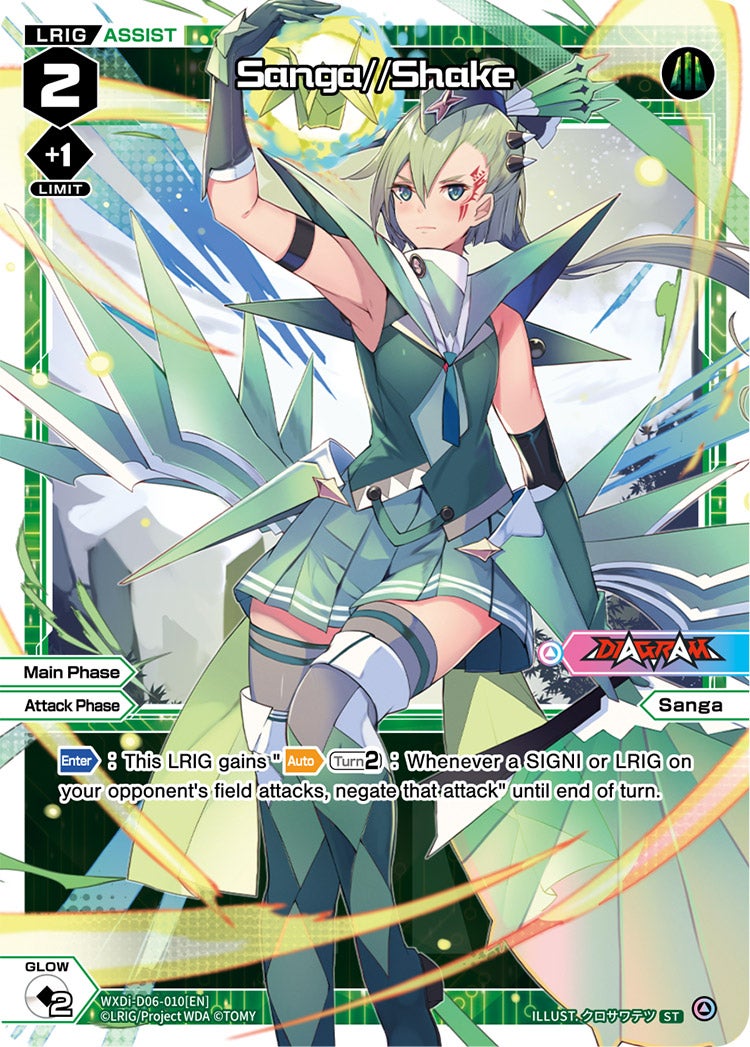 LRIG ASSIST
2
Sanga//Shake
+1
LIMIT
DIAGRAM
Main Phase
Attack Phase
Sanga
Enter : This LRIG gains " Auto Turn 2 : Whenever a SIGNI or LRIG on
your opponent's field attacks, negate that attack" until end of turn.
GLOW
2
WXDi-D06-010[EN]
©LRIG/Project WDA ©TOMY
ILLUST. クロサワテツ ST